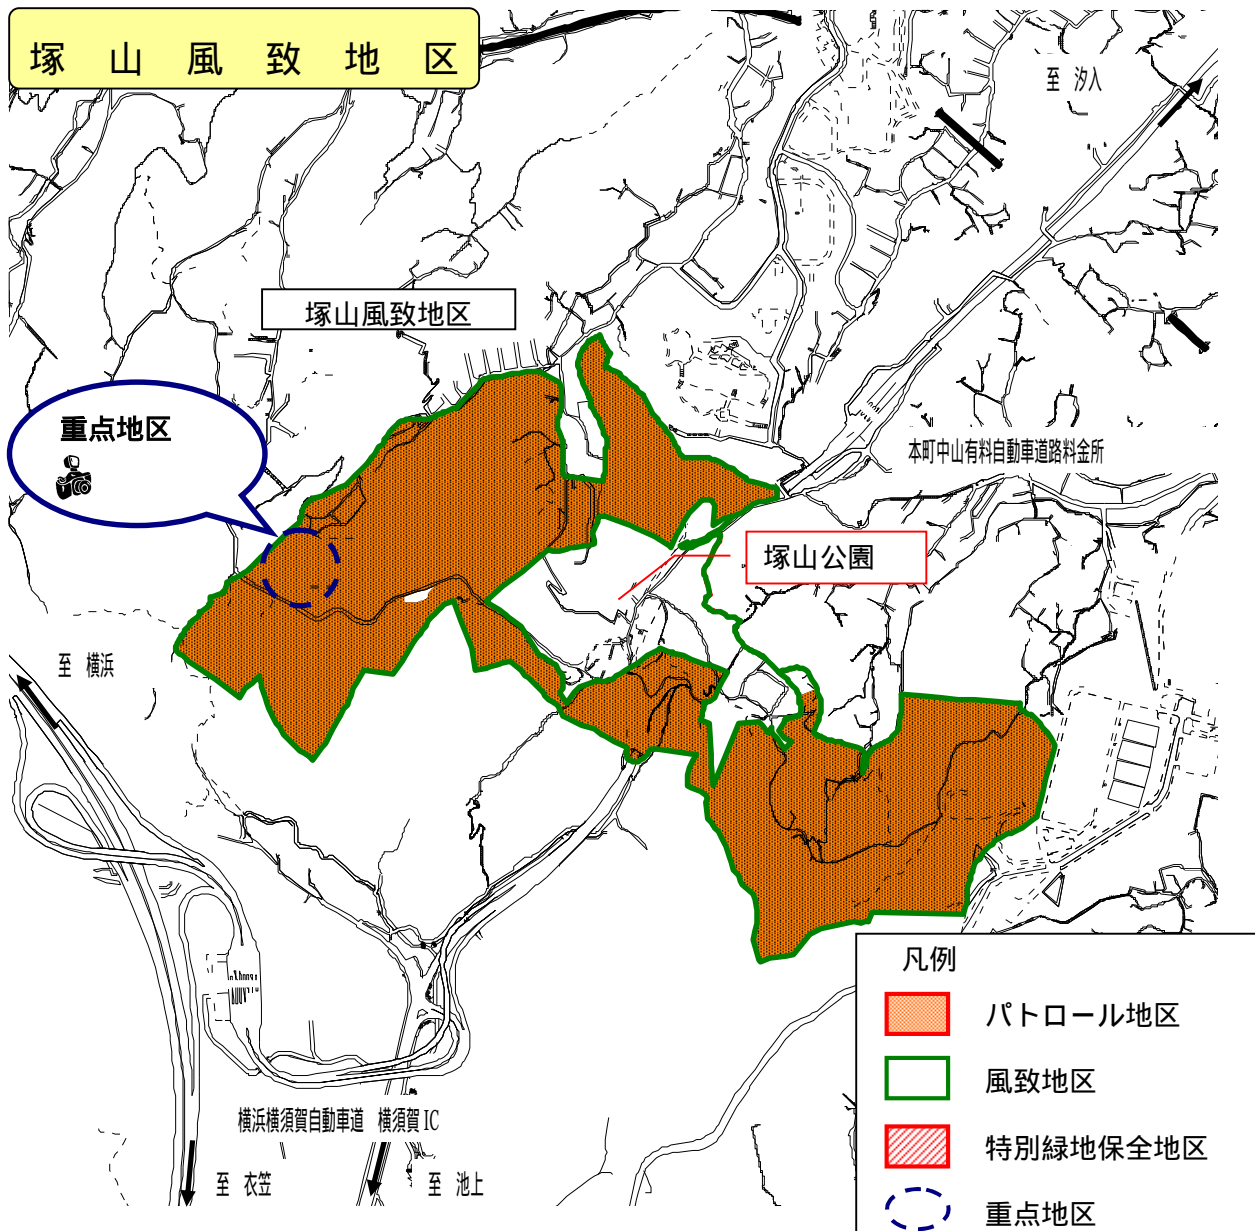 塚山風致地区
至 汐入
塚山風致地区
重点地区
本町中山有料自動車道路料金所
塚山公園
至 横浜
横浜横須賀自動車道 横須賀IC
至 衣笠
至 池上
凡例
パトロール地区
風致地区
特別緑地保全地区
重点地区